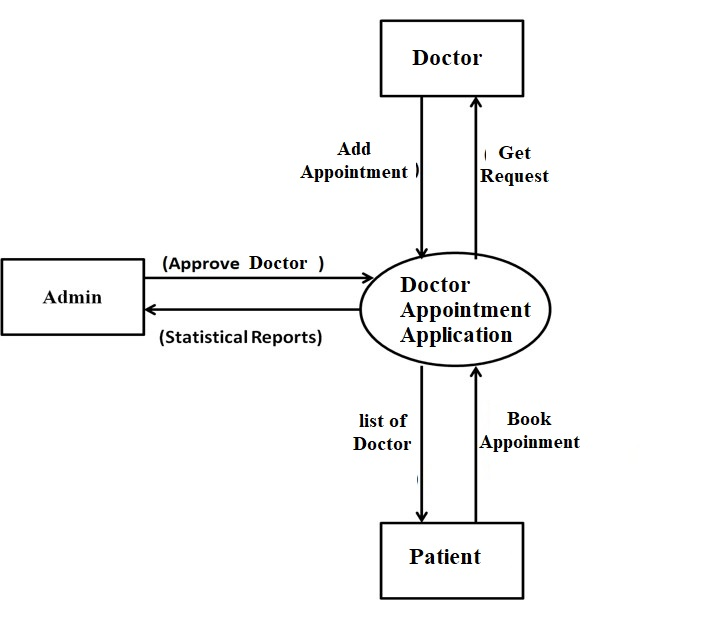 Doctor
Add
Appointment )
( Get
Request
(Approve Doctor )
Admin
Doctor
Appointment
Application
(Statistical Reports)
list of
Doctor
(
Book
Appoinment
Patient